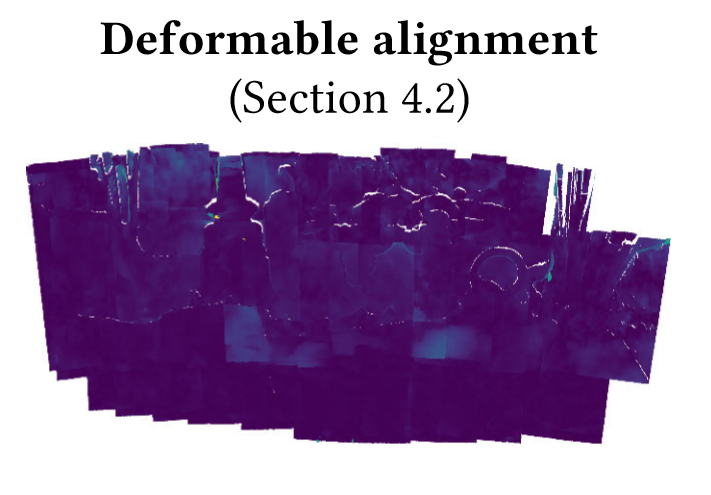 Deformable alignment
(Section 4.2)